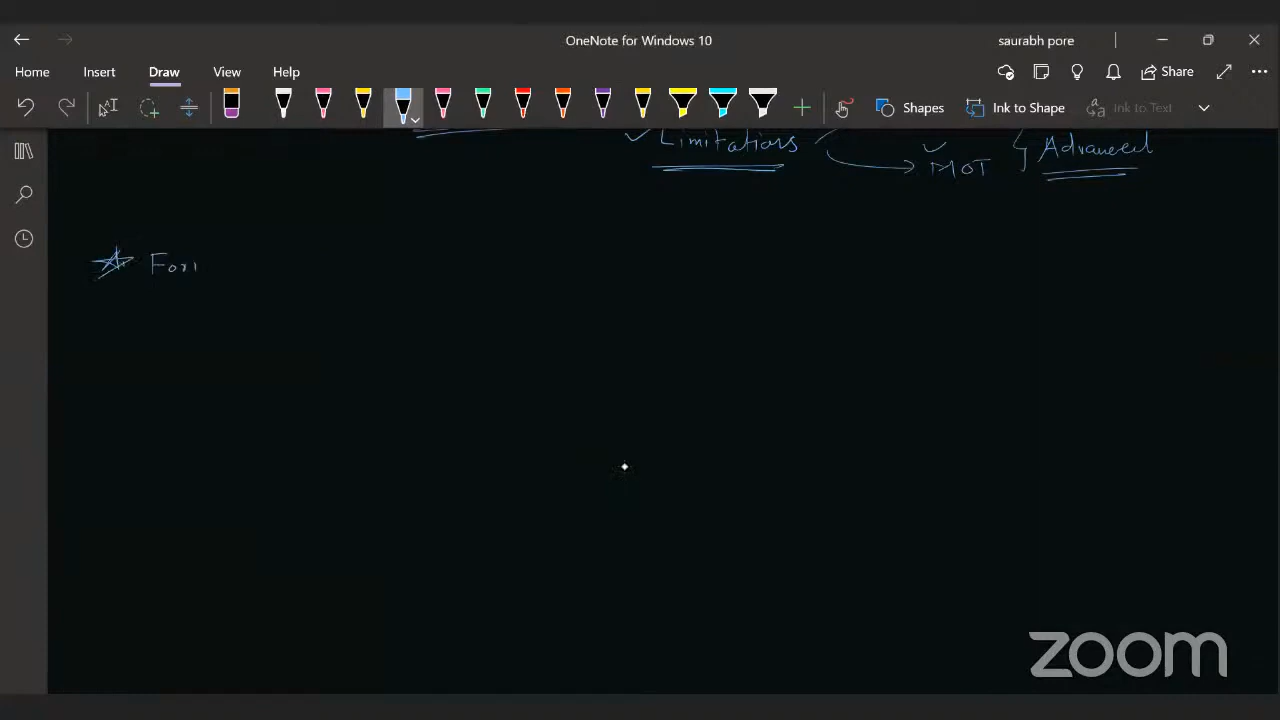 OneNote for Windows 10
saurabh pore
Home Insert Draw View Help
Share
Shapes Ink to Shape Ink to Text
Limitations MOT Advanced
zoom